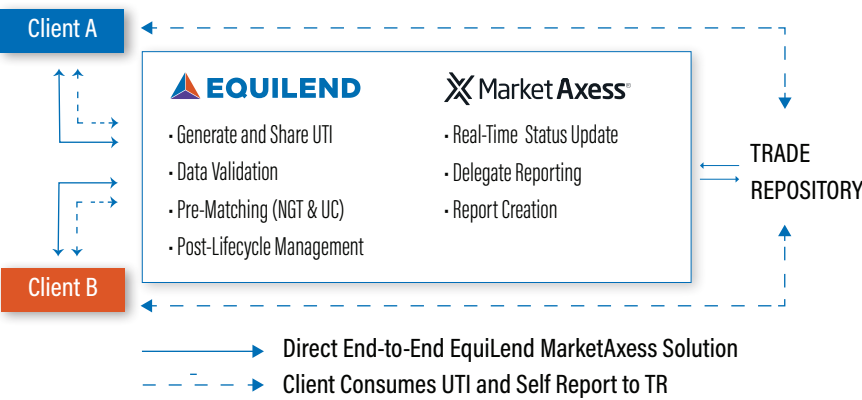 Client A
EQUILEND
· Generate and Share UTI
· Data Validation
· Pre-Matching (NGT & UC)
· Post-Lifecycle Management
MarketAxess®
· Real-Time Status Update
· Delegate Reporting
· Report Creation
TRADE
REPOSITORY
Client B
Direct End-to-End EquiLend MarketAxess Solution
Client Consumes UTI and Self Report to TR